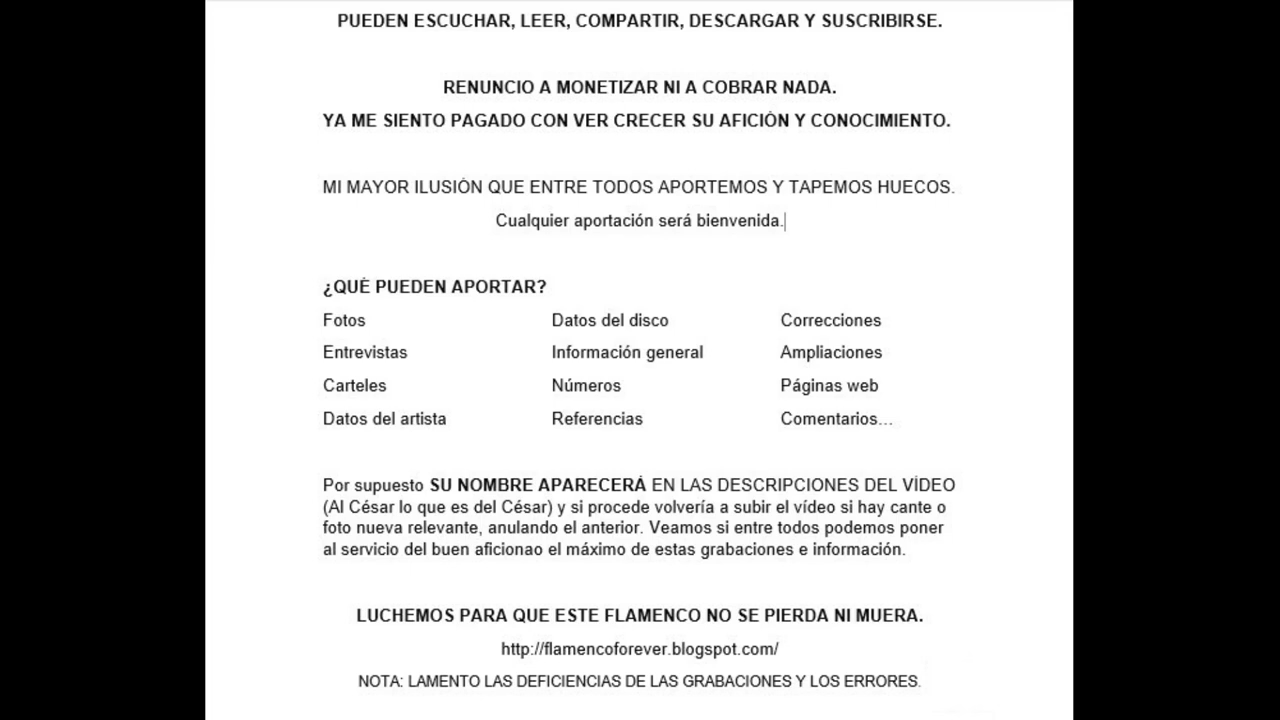 PUEDEN ESCUCHAR, LEER, COMPARTIR, DESCARGAR Y SUSCRIBIRSE.
RENUNCIO A MONETIZAR NI A COBRAR NADA.
YA ME SIENTO PAGADO CON VER CRECER SU AFICIÓN Y CONOCIMIENTO.
MI MAYOR ILUSIÓN QUE ENTRE TODOS APORTEMOS Y TAPEMOS HUECOS.
Cualquier aportación será bienvenida.
¿QUÉ PUEDEN APORTAR?
Fotos Datos del disco Correcciones
Entrevistas Información general Ampliaciones
Carteles Números Páginas web
Datos del artista Referencias Comentarios...
Por supuesto SU NOMBRE APARECERÁ EN LAS DESCRIPCIONES DEL VÍDEO
(Al César lo que es del César) y si procede volvería a subir el vídeo si hay cante o
foto nueva relevante, anulando el anterior. Veamos si entre todos podemos poner
al servicio del buen aficionao el máximo de estas grabaciones e información.
LUCHEMOS PARA QUE ESTE FLAMENCO NO SE PIERDA NI MUERA.
http://flamencoforever.blogspot.com/
NOTA: LAMENTO LAS DEFICIENCIAS DE LAS GRABACIONES Y LOS ERRORES.